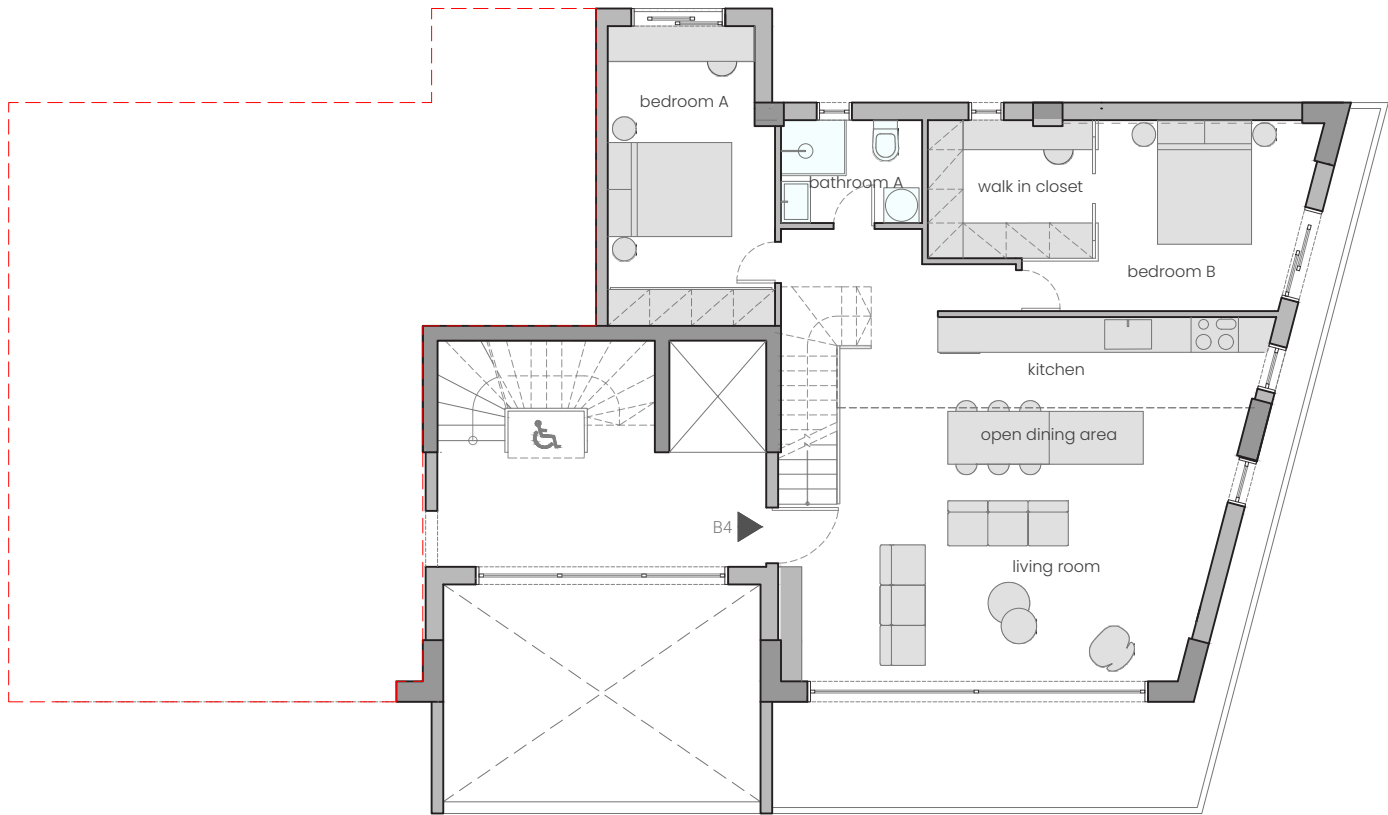 bedroom A
bathroom A
walk in closet
bedroom B
kitchen
open dining area
B4
living room